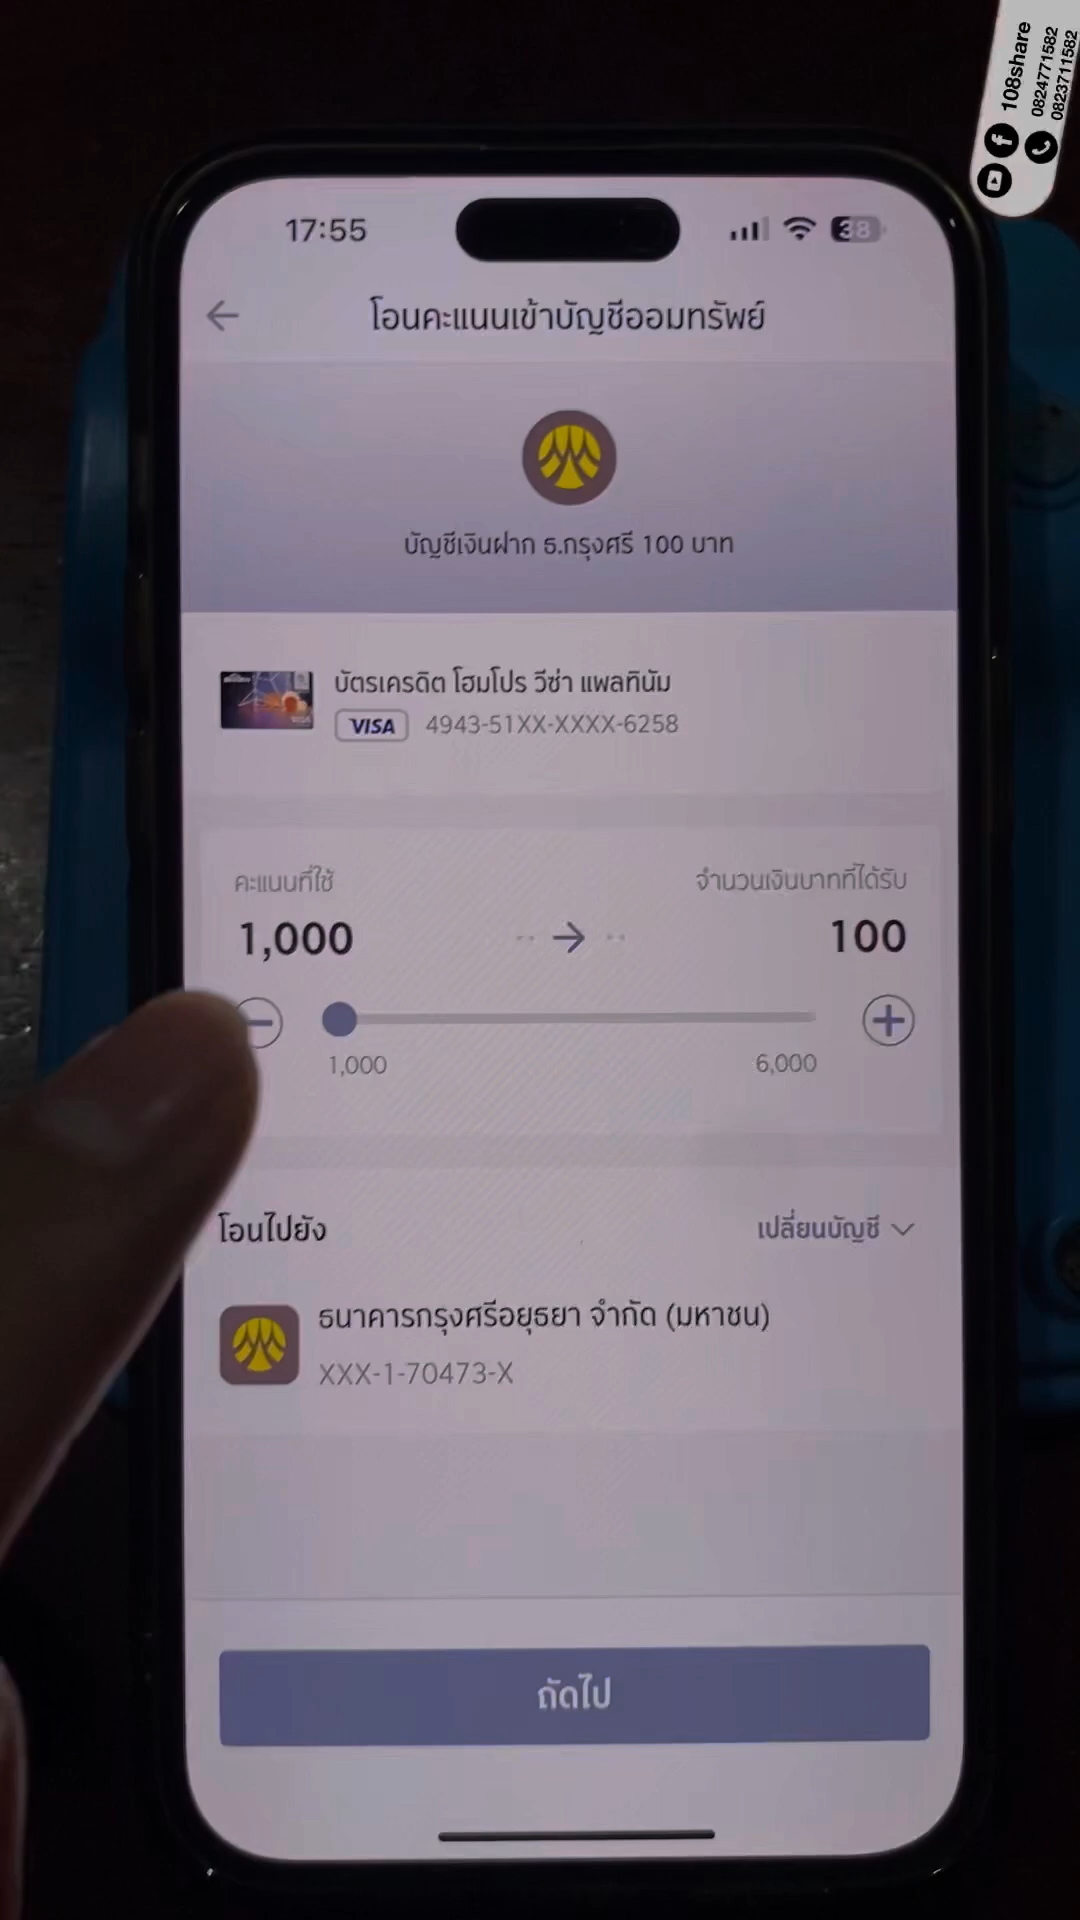 108share
0824771582
0823711582
17:55
38
โอนคะแนนเข้าบัญชีออมทรัพย์
บัญชีเงินฝาก ธ.กรุงศรี 100 บาท
บัตรเครดิต โฮมโปร วีซ่า แพลทินัม
VISA 4943-51XX-XXXX-6258
คะแนนที่ใช้ จำนวนเงินบาทที่ได้รับ
1,000 100
1,000 6,000
โอนไปยัง เปลี่ยนบัญชี
ธนาคารกรุงศรีอยุธยา จำกัด (มหาชน)
XXX-1-70473-X
ถัดไป